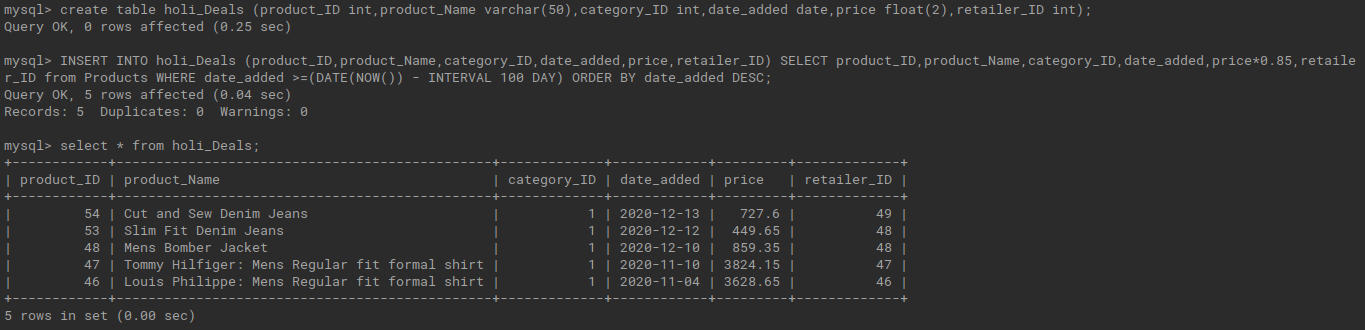 mysql> create table holi_Deals (product_ID int,product_Name varchar(50),category_ID int,date_added date,price float(2),retailer_ID int);
Query OK, 0 rows affected (0.25 sec)
mysql> INSERT INTO holi_Deals (product_ID,product_Name,category_ID,date_added,price,retailer_ID) SELECT product_ID,product_Name,category_ID,date_added,price*0.85,retaile
r_ID from Products WHERE date_added >=(DATE(NOW()) - INTERVAL 100 DAY) ORDER BY date_added DESC;
Query OK, 5 rows affected (0.04 sec)
Records: 5  Duplicates: 0  Warnings: 0
mysql> select * from holi_Deals;
+------------+-----------------------------------------------+-------------+------------+---------+-------------+
| product_ID | product_Name                                  | category_ID | date_added | price   | retailer_ID |
+------------+-----------------------------------------------+-------------+------------+---------+-------------+
|         54 | Cut and Sew Denim Jeans                       |           1 | 2020-12-13 |   727.6 |          49 |
|         53 | Slim Fit Denim Jeans                          |           1 | 2020-12-12 |  449.65 |          48 |
|         48 | Mens Bomber Jacket                            |           1 | 2020-12-10 |  859.35 |          48 |
|         47 | Tommy Hilfiger: Mens Regular fit formal shirt |           1 | 2020-11-10 | 3824.15 |          47 |
|         46 | Louis Philippe: Mens Regular fit formal shirt |           1 | 2020-11-04 | 3628.65 |          46 |
+------------+-----------------------------------------------+-------------+------------+---------+-------------+
5 rows in set (0.00 sec)